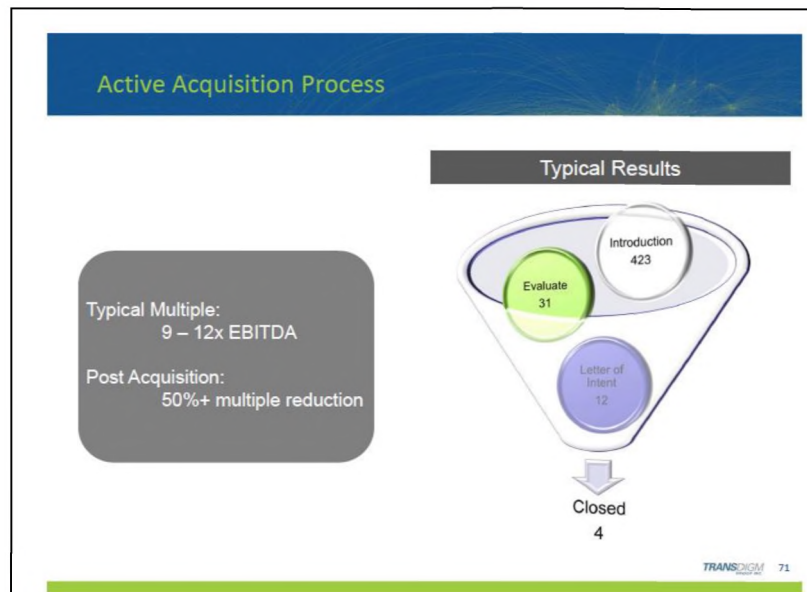 Active Acquisition Process
Typical Results
Typical Multiple:
9 – 12x EBITDA
Post Acquisition:
50%+ multiple reduction
Introduction
423
Evaluate
31
Letter of
Intent
12
Closed
4
TRANSDIGM
71